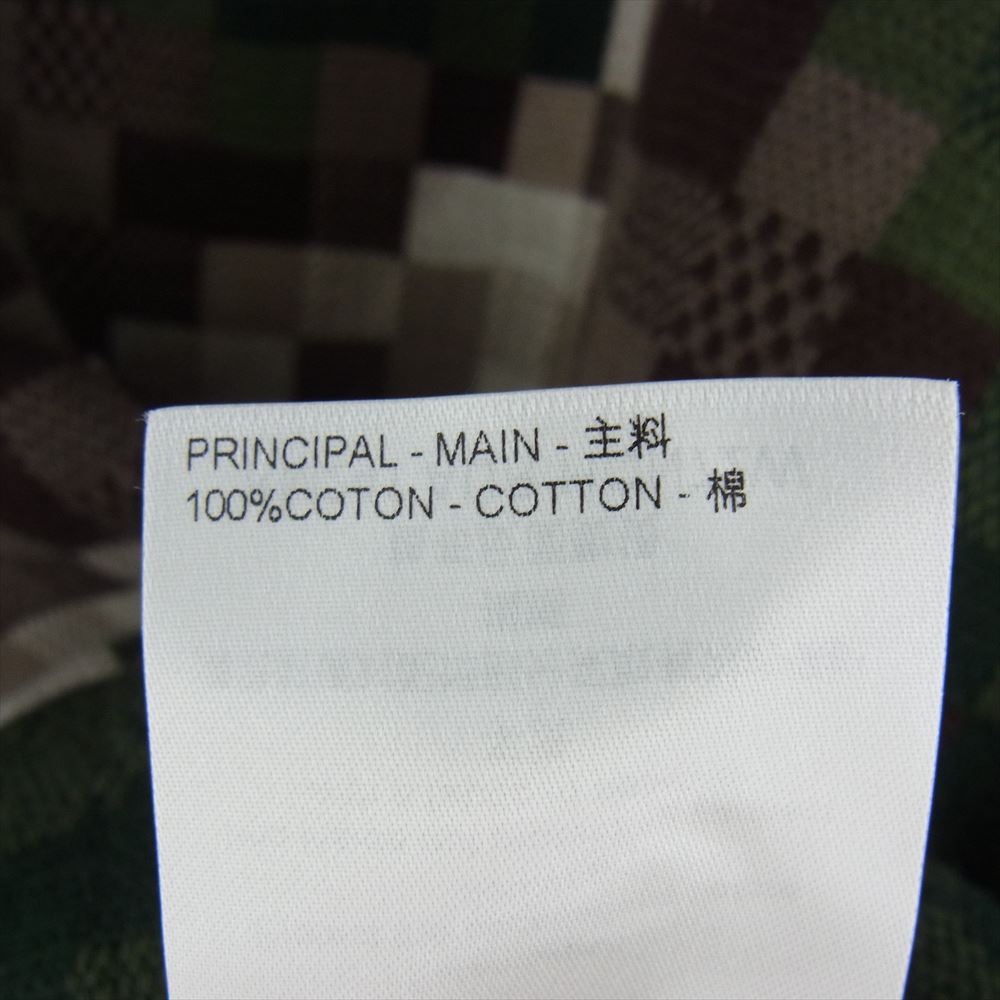 PRINCIPAL - MAIN - 主料
100%COTON - COTTON - 棉